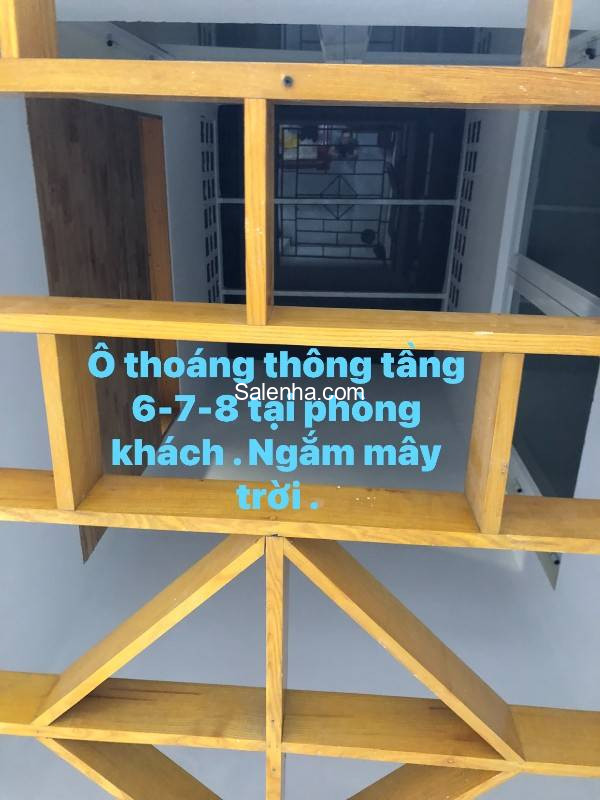 Ô thoáng thông tầng
Salenha.com
6-7-8 tại phòng
khách . Ngắm mây
trời .